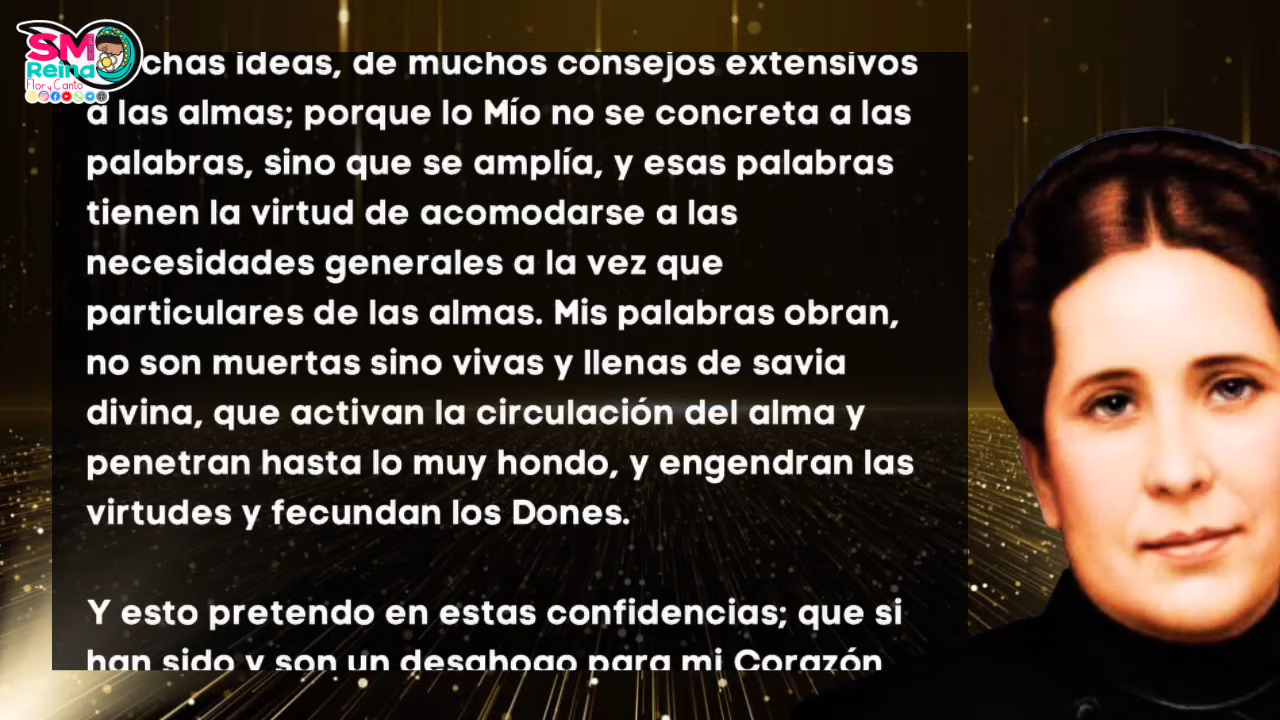 SM
Reina
Flor y Canto
chas ideas, de muchos consejos extensivos
a las almas; porque lo Mío no se concreta a las
palabras, sino que se amplía, y esas palabras
tienen la virtud de acomodarse a las
necesidades generales a la vez que
particulares de las almas. Mis palabras obran,
no son muertas sino vivas y llenas de savia
divina, que activan la circulación del alma y
penetran hasta lo muy hondo, y engendran las
virtudes y fecundan los Dones.
Y esto pretendo en estas confidencias; que si
han sido y son un desahogo para mi Corazón